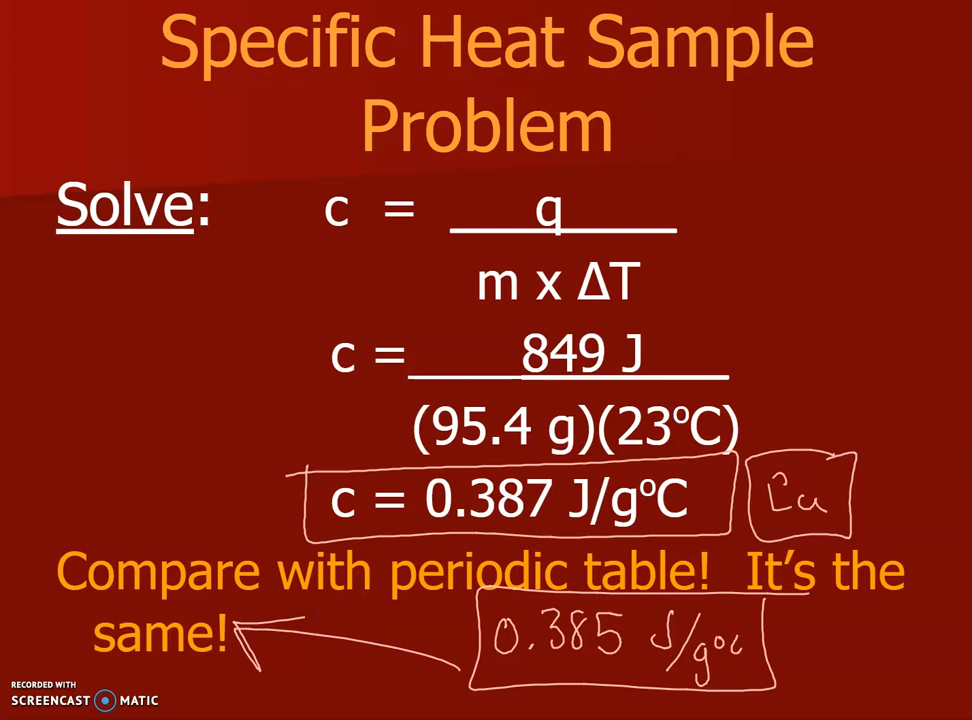 Specific Heat Sample
Problem
Solve: c = q
m x ΔT
c = 849 J
(95.4 g)(23°C)
c = 0.387 J/g°C
Cu
Compare with periodic table! It's the
same!
0.385 J/g°C
RECORDED WITH
SCREENCAST MATIC